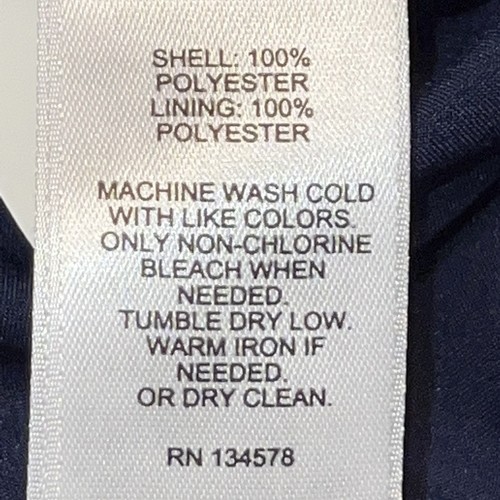 SHELL: 100%
POLYESTER
LINING: 100%
POLYESTER
MACHINE WASH COLD
WITH LIKE COLORS.
ONLY NON-CHLORINE
BLEACH WHEN
NEEDED.
TUMBLE DRY LOW.
WARM IRON IF
NEEDED.
OR DRY CLEAN.
RN 134578